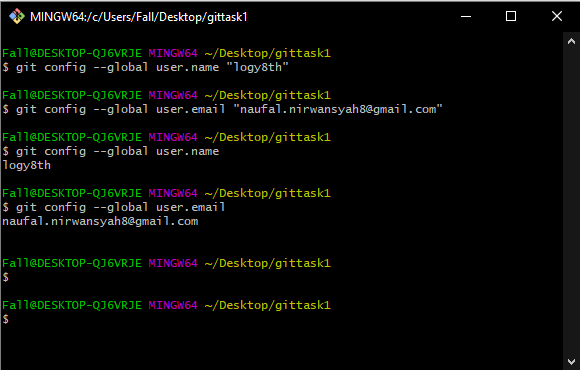 MINGW64:/c/Users/Fall/Desktop/gittask1
Fall@DESKTOP-QJ6VRJE MINGW64 ~/Desktop/gittask1
$ git config --global user.name "logy8th"
Fall@DESKTOP-QJ6VRJE MINGW64 ~/Desktop/gittask1
$ git config --global user.email "naufal.nirwansyah8@gmail.com"
Fall@DESKTOP-QJ6VRJE MINGW64 ~/Desktop/gittask1
$ git config --global user.name
logy8th
Fall@DESKTOP-QJ6VRJE MINGW64 ~/Desktop/gittask1
$ git config --global user.email
naufal.nirwansyah8@gmail.com
Fall@DESKTOP-QJ6VRJE MINGW64 ~/Desktop/gittask1
$
Fall@DESKTOP-QJ6VRJE MINGW64 ~/Desktop/gittask1
$